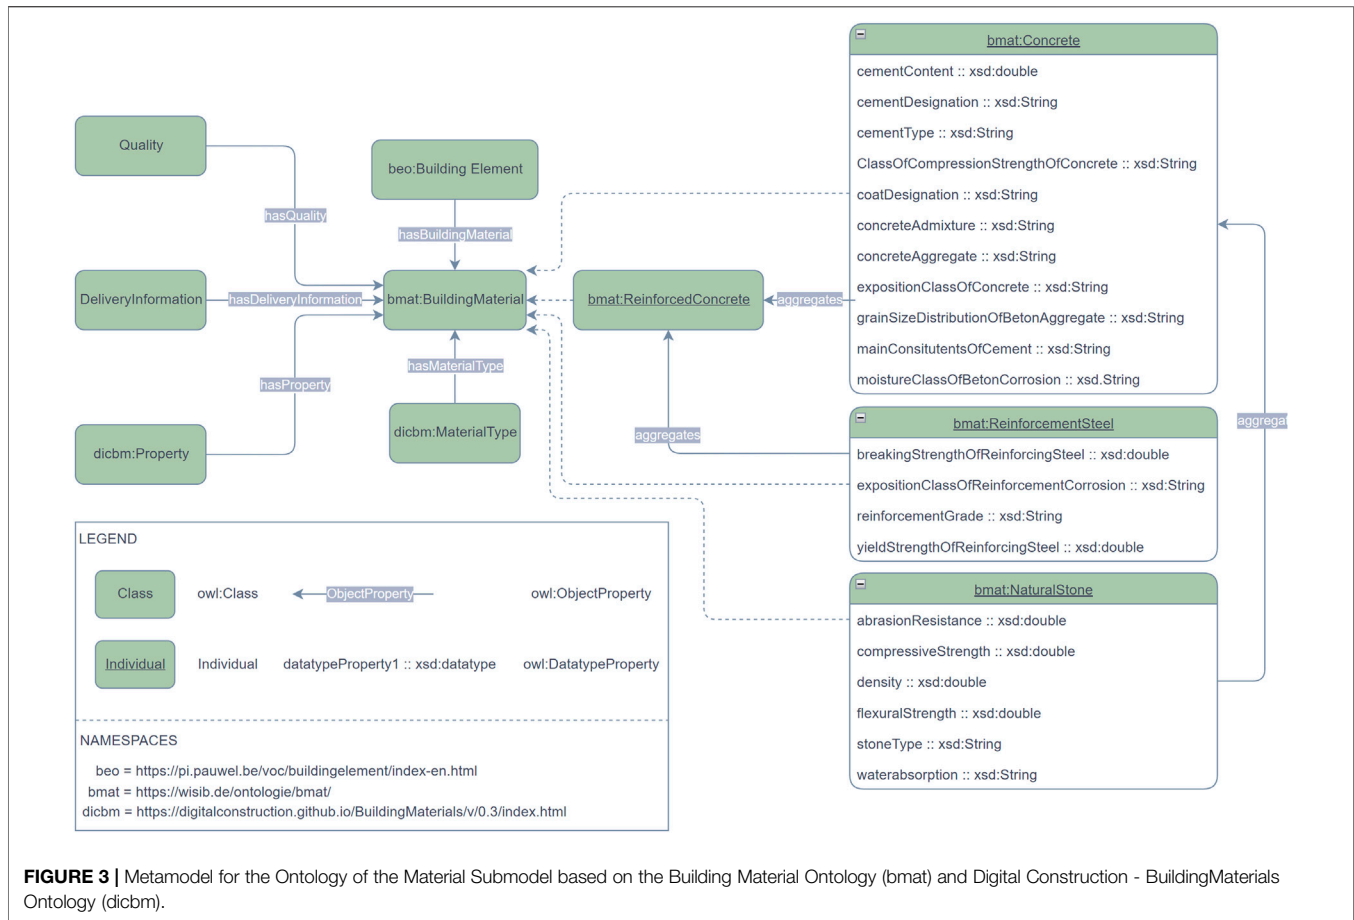 bmat:Concrete
cementContent :: xsd:double
cementDesignation :: xsd:String
cementType :: xsd:String
ClassOfCompressionStrengthOfConcrete :: xsd:String
coatDesignation :: xsd:String
concreteAdmixture :: xsd:String
concreteAggregate :: xsd:String
expositionClassOfConcrete :: xsd:String
grainSizeDistributionOfBetonAggregate :: xsd:String
mainConsitutentsOfCement :: xsd:String
moistureClassOfBetonCorrosion :: xsd.String
Quality
beo:Building Element
hasQuality
hasBuildingMaterial
DeliveryInformation
hasDeliveryInformation
bmat:BuildingMaterial
bmat:ReinforcedConcrete
aggregates
hasProperty
hasMaterialType
dicbm:Property
dicbm:MaterialType
aggregates
aggregat
bmat:ReinforcementSteel
breakingStrengthOfReinforcingSteel :: xsd:double
expositionClassOfReinforcementCorrosion :: xsd:String
reinforcementGrade :: xsd:String
yieldStrengthOfReinforcingSteel :: xsd:double
bmat:NaturalStone
abrasionResistance :: xsd:double
compressiveStrength :: xsd:double
density :: xsd:double
flexuralStrength :: xsd:double
stoneType :: xsd:String
waterabsorption :: xsd:String
LEGEND
Class owl:Class ObjectProperty owl:ObjectProperty
Individual Individual datatypeProperty1 :: xsd:datatype owl:DatatypeProperty
NAMESPACES
beo = https://pi.pauwel.be/voc/buildingelement/index-en.html
bmat = https://wisib.de/ontologie/bmat/
dicbm = https://digitalconstruction.github.io/BuildingMaterials/v/0.3/index.html
FIGURE 3 | Metamodel for the Ontology of the Material Submodel based on the Building Material Ontology (bmat) and Digital Construction - BuildingMaterials
Ontology (dicbm).